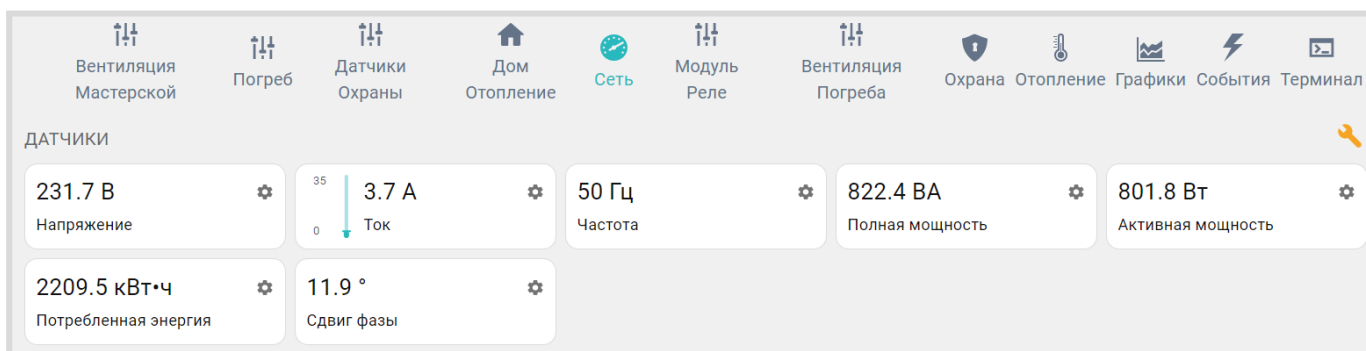 Вентиляция
Мастерской
Погреб
Датчики
Охраны
Дом
Отопление
Сеть
Модуль
Реле
Вентиляция
Погреба
Охрана
Отопление
Графики
События
Терминал
ДАТЧИКИ
231.7 В
Напряжение
35
0
3.7 А
Ток
50 Гц
Частота
822.4 ВА
Полная мощность
801.8 Вт
Активная мощность
2209.5 кВт•ч
Потребленная энергия
11.9 °
Сдвиг фазы